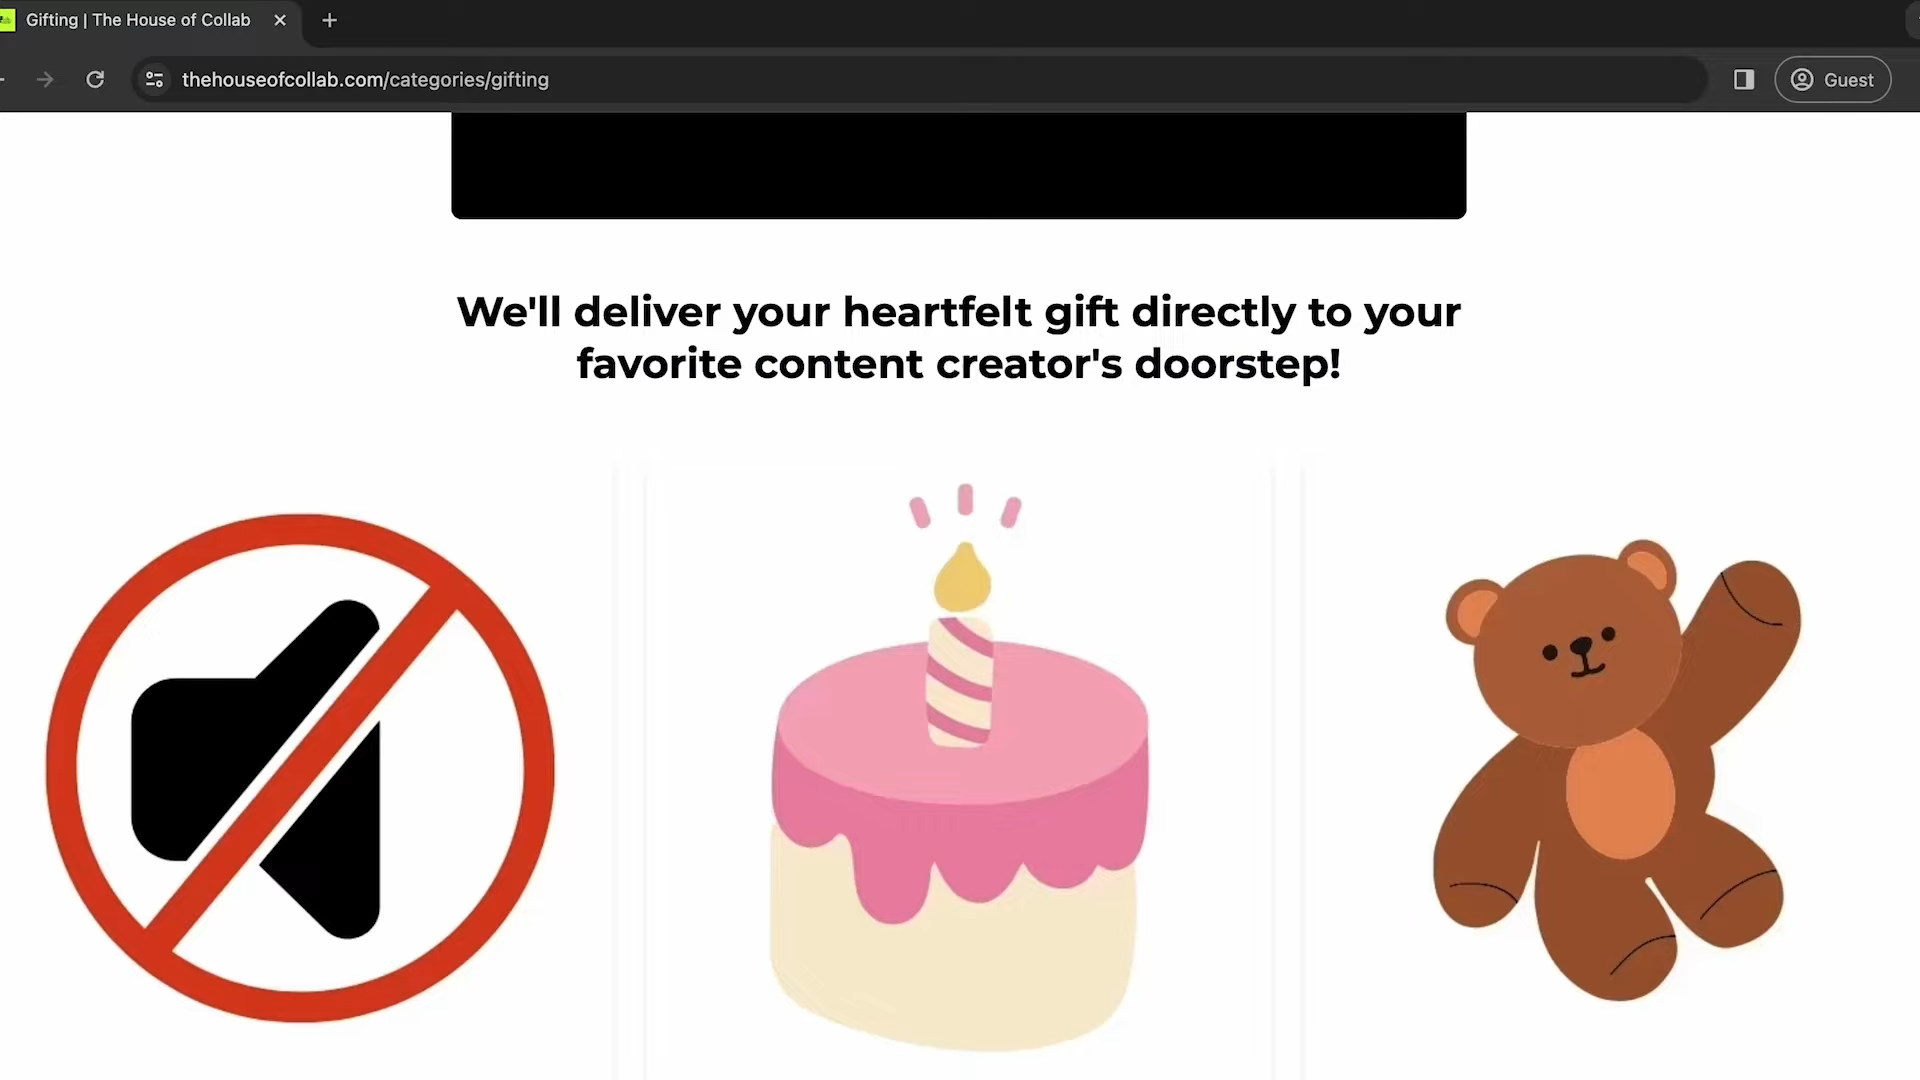 Gifting | The House of Collab
thehouseofcollab.com/categories/gifting
Guest
We'll deliver your heartfelt gift directly to your
favorite content creator's doorstep!